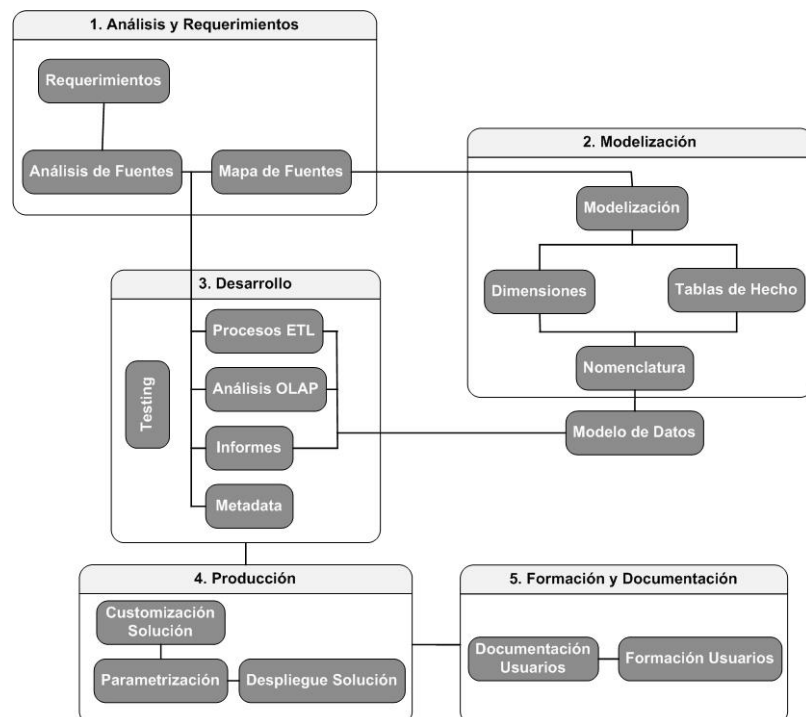 1. Análisis y Requerimientos
Requerimientos
Análisis de Fuentes
Mapa de Fuentes
2. Modelización
Modelización
Dimensiones
Tablas de Hecho
Nomenclatura
Modelo de Datos
3. Desarrollo
Testing
Procesos ETL
Análisis OLAP
Informes
Metadata
4. Producción
Customización
Solución
Parametrización
Despliegue Solución
5. Formación y Documentación
Documentación
Usuarios
Formación Usuarios